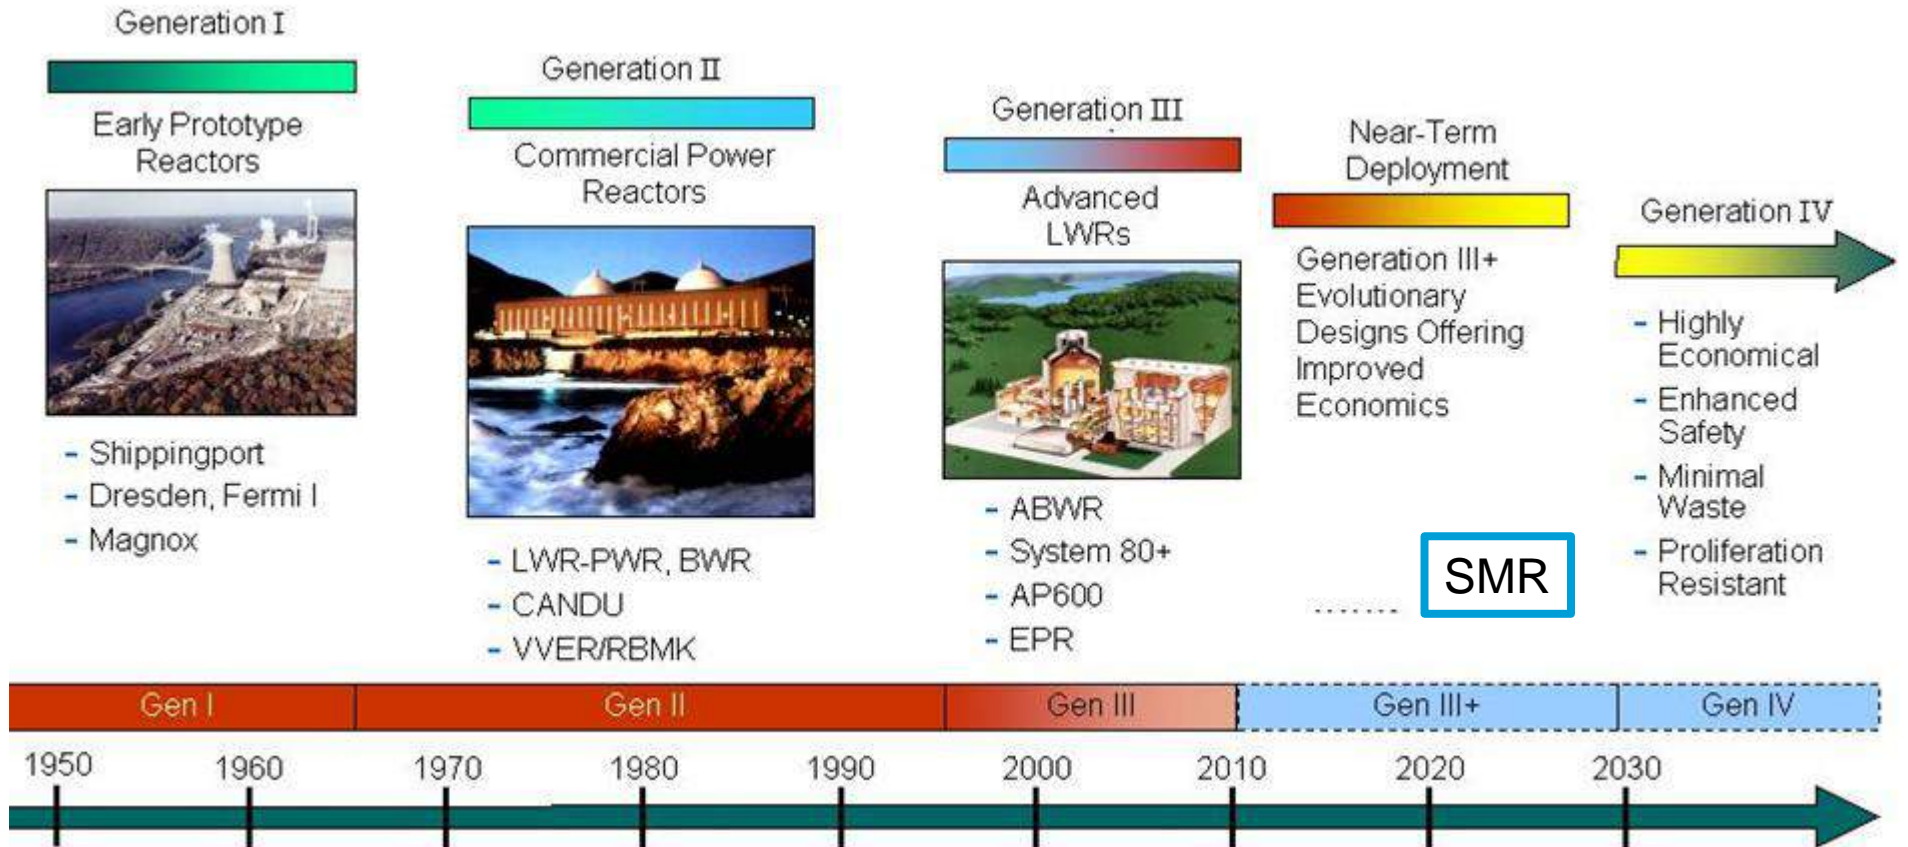 Generation I
Early Prototype
Reactors
- Shippingport
- Dresden, Fermi I
- Magnox
Generation II
Commercial Power
Reactors
- LWR-PWR, BWR
- CANDU
- VVER/RBMK
Generation III
Advanced
LWRs
- ABWR
- System 80+
- AP600
- EPR
Near-Term
Deployment
Generation III+
Evolutionary
Designs Offering
Improved
Economics
....... SMR
Generation IV
- Highly
Economical
- Enhanced
Safety
- Minimal
Waste
- Proliferation
Resistant
Gen I Gen II Gen III Gen III+ Gen IV
1950 1960 1970 1980 1990 2000 2010 2020 2030